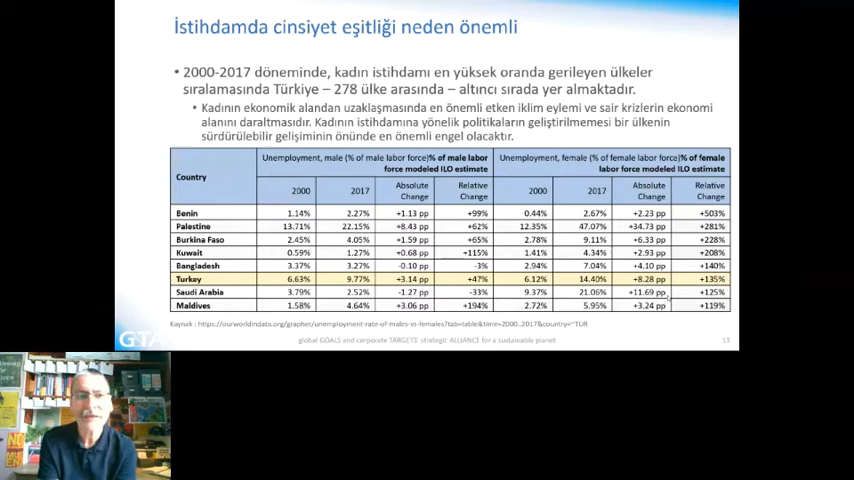 İstihdamda cinsiyet eşitliği neden önemli
• 2000-2017 döneminde, kadın istihdamı en yüksek oranda gerileyen ülkeler
sıralamasında Türkiye – 278 ülke arasında – altıncı sırada yer almaktadır.
• Kadının ekonomik alandan uzaklaşmasında en önemli etken iklim eylemi ve sair krizlerin ekonomi
alanını daraltmasıdır. Kadının istihdamına yönelik politikaların geliştirilmemesi bir ülkenin
sürdürülebilir gelişiminin önünde en önemli engel olacaktır.
Country Unemployment, male (% of male labor force)% of male labor force modeled ILO estimate Unemployment, female (% of female labor force)% of female labor force modeled ILO estimate
2000 2017 Absolute Change Relative Change 2000 2017 Absolute Change Relative Change
Benin 1.14% 2.27% +1.13 pp +99% 0.44% 2.67% +2.23 pp +503%
Palestine 13.71% 22.15% +8.43 pp +62% 12.35% 47.07% +34.73 pp +281%
Burkina Faso 2.45% 4.05% +1.59 pp +65% 2.78% 9.11% +6.33 pp +228%
Kuwait 0.59% 1.27% +0.68 pp +115% 1.41% 4.34% +2.93 pp +208%
Bangladesh 3.37% 3.27% -0.10 pp -3% 2.94% 7.04% +4.10 pp +140%
Turkey 6.63% 9.77% +3.14 pp +47% 6.12% 14.40% +8.28 pp +135%
Saudi Arabia 3.79% 2.52% -1.27 pp -33% 9.37% 21.06% +11.69 pp +125%
Maldives 1.58% 4.64% +3.06 pp +194% 2.72% 5.95% +3.24 pp +119%
Kaynak : https://ourworldindata.org/grapher/unemployment-rate-of-males-vs-females?tab=table&time=2000..2017&country=~TUR
GTA
global GOALS and corporate TARGETS' strategic ALLIANCE for a sustainable planet
13